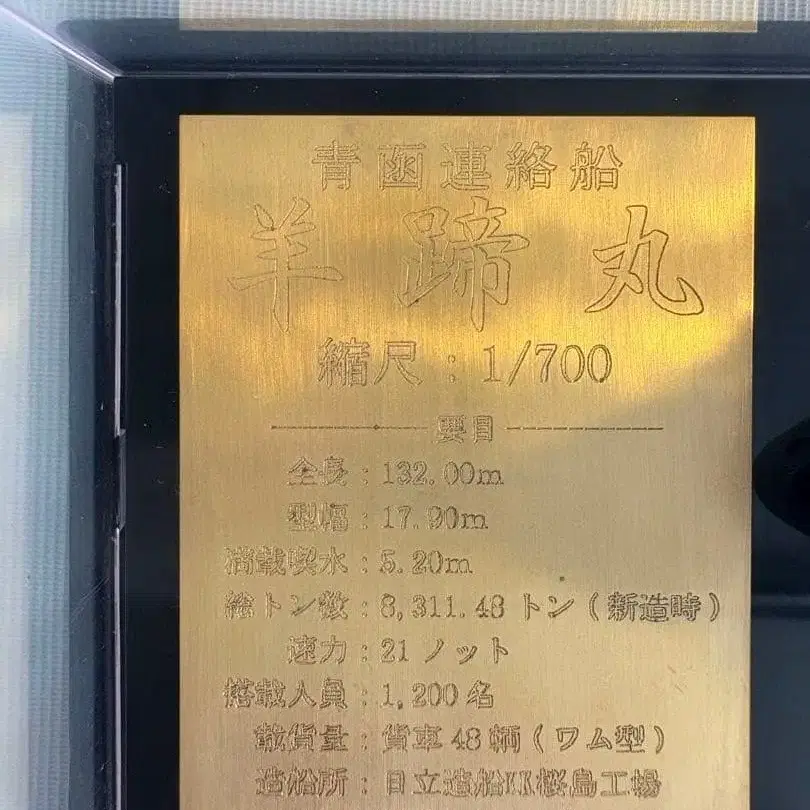 青函連絡船
羊蹄丸
縮尺：1/700
要目
全長：132.00m
型幅：17.90m
満載喫水：5.20m
総トン数：8,311.48トン（新造時）
速力：21ノット
搭載人員：1,200名
載貨量：貨車48輌（ワム型）
造船所：日立造船㈱桜島工場